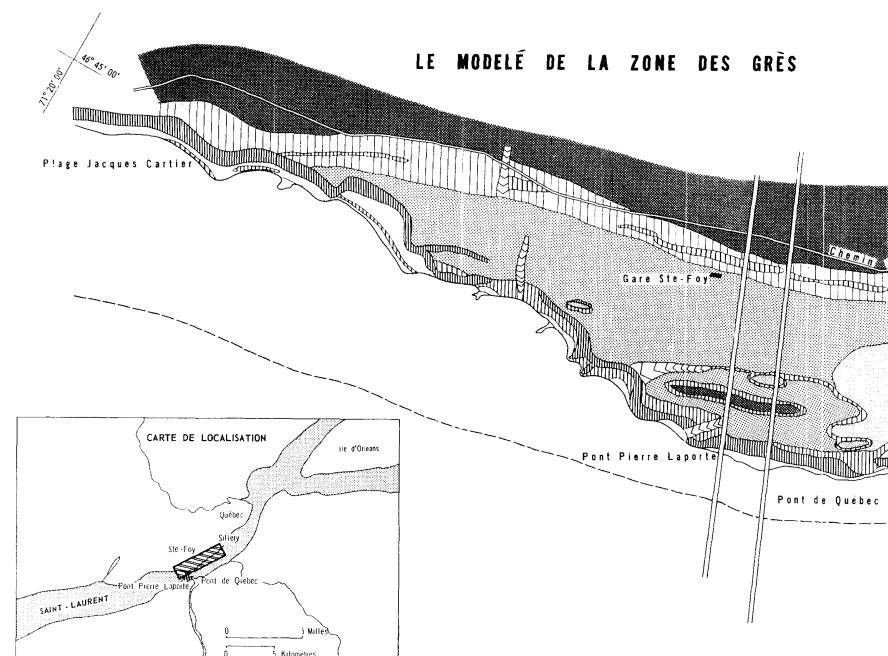 LE MODELÉ DE LA ZONE DES GRÈS
46° 45' 00'
71° 20' 00'
Plage Jacques Cartier
Chemin
Gare Ste-Foy
Pont Pierre Laporte
Pont de Québec
CARTE DE LOCALISATION
Ile d'Orleans
Québec
Sillery
Ste-Foy
Pont Pierre Laporte
Pont de Québec
SAINT-LAURENT
0 5 Milles
0 5 Kilomètres